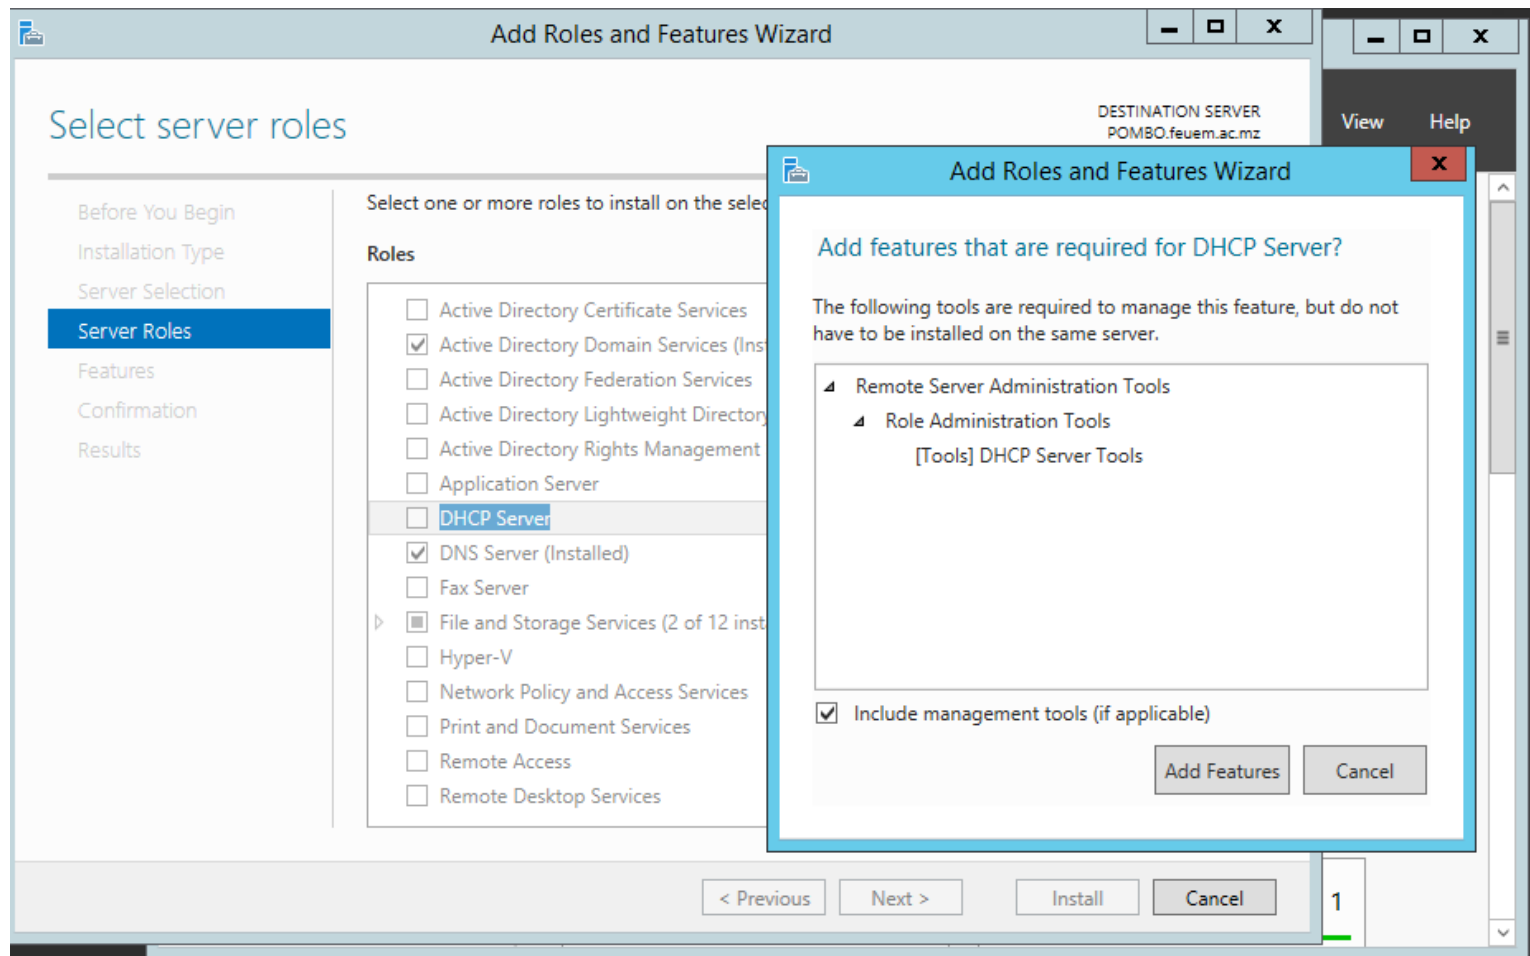 Add Roles and Features Wizard
Select server roles
DESTINATION SERVER
POMBO.feuem.ac.mz
View Help
Before You Begin
Installation Type
Server Selection
Server Roles
Features
Confirmation
Results
Select one or more roles to install on the
Roles
Active Directory Certificate Services
Active Directory Domain Services
Active Directory Federation Services
Active Directory Lightweight Directory
Active Directory Rights Management
Application Server
DHCP Server
DNS Server (Installed)
Fax Server
File and Storage Services (2 of 12
Hyper-V
Network Policy and Access Services
Print and Document Services
Remote Access
Remote Desktop Services
Add Roles and Features Wizard
Add features that are required for DHCP Server?
The following tools are required to manage this feature, but do not
have to be installed on the same server.
Remote Server Administration Tools
Role Administration Tools
[Tools] DHCP Server Tools
Include management tools (if applicable)
Add Features Cancel
< Previous Next > Install Cancel
1